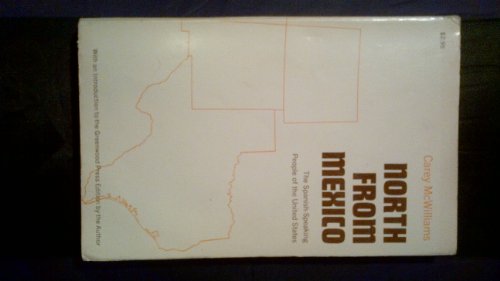 $2.95
Carey McWilliams
NORTH
FROM
MEXICO
The Spanish-Speaking
People of the United States
With an Introduction to the Greenwood Press Edition by the Author